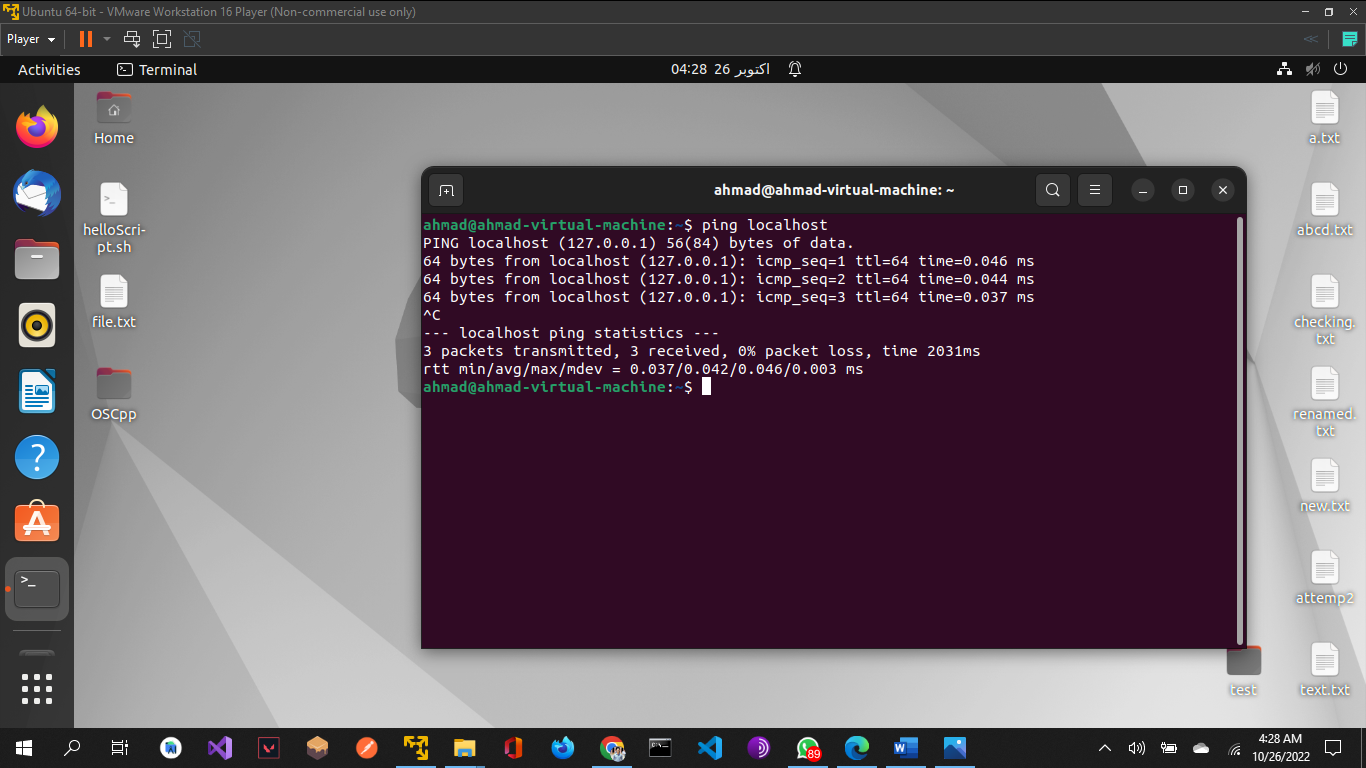 Ubuntu 64-bit - VMware Workstation 16 Player (Non-commercial use only)
Player
Activities
Terminal
04:28 26 اکتوبر
Home
helloScri-
pt.sh
file.txt
OSCpp
a.txt
abcd.txt
checking.
txt
renamed.
txt
new.txt
attemp2
test
text.txt
ahmad@ahmad-virtual-machine: ~
ahmad@ahmad-virtual-machine:~$ ping localhost
PING localhost (127.0.0.1) 56(84) bytes of data.
64 bytes from localhost (127.0.0.1): icmp_seq=1 ttl=64 time=0.046 ms
64 bytes from localhost (127.0.0.1): icmp_seq=2 ttl=64 time=0.044 ms
64 bytes from localhost (127.0.0.1): icmp_seq=3 ttl=64 time=0.037 ms
^C
--- localhost ping statistics ---
3 packets transmitted, 3 received, 0% packet loss, time 2031ms
rtt min/avg/max/mdev = 0.037/0.042/0.046/0.003 ms
ahmad@ahmad-virtual-machine:~$
89
4:28 AM
10/26/2022